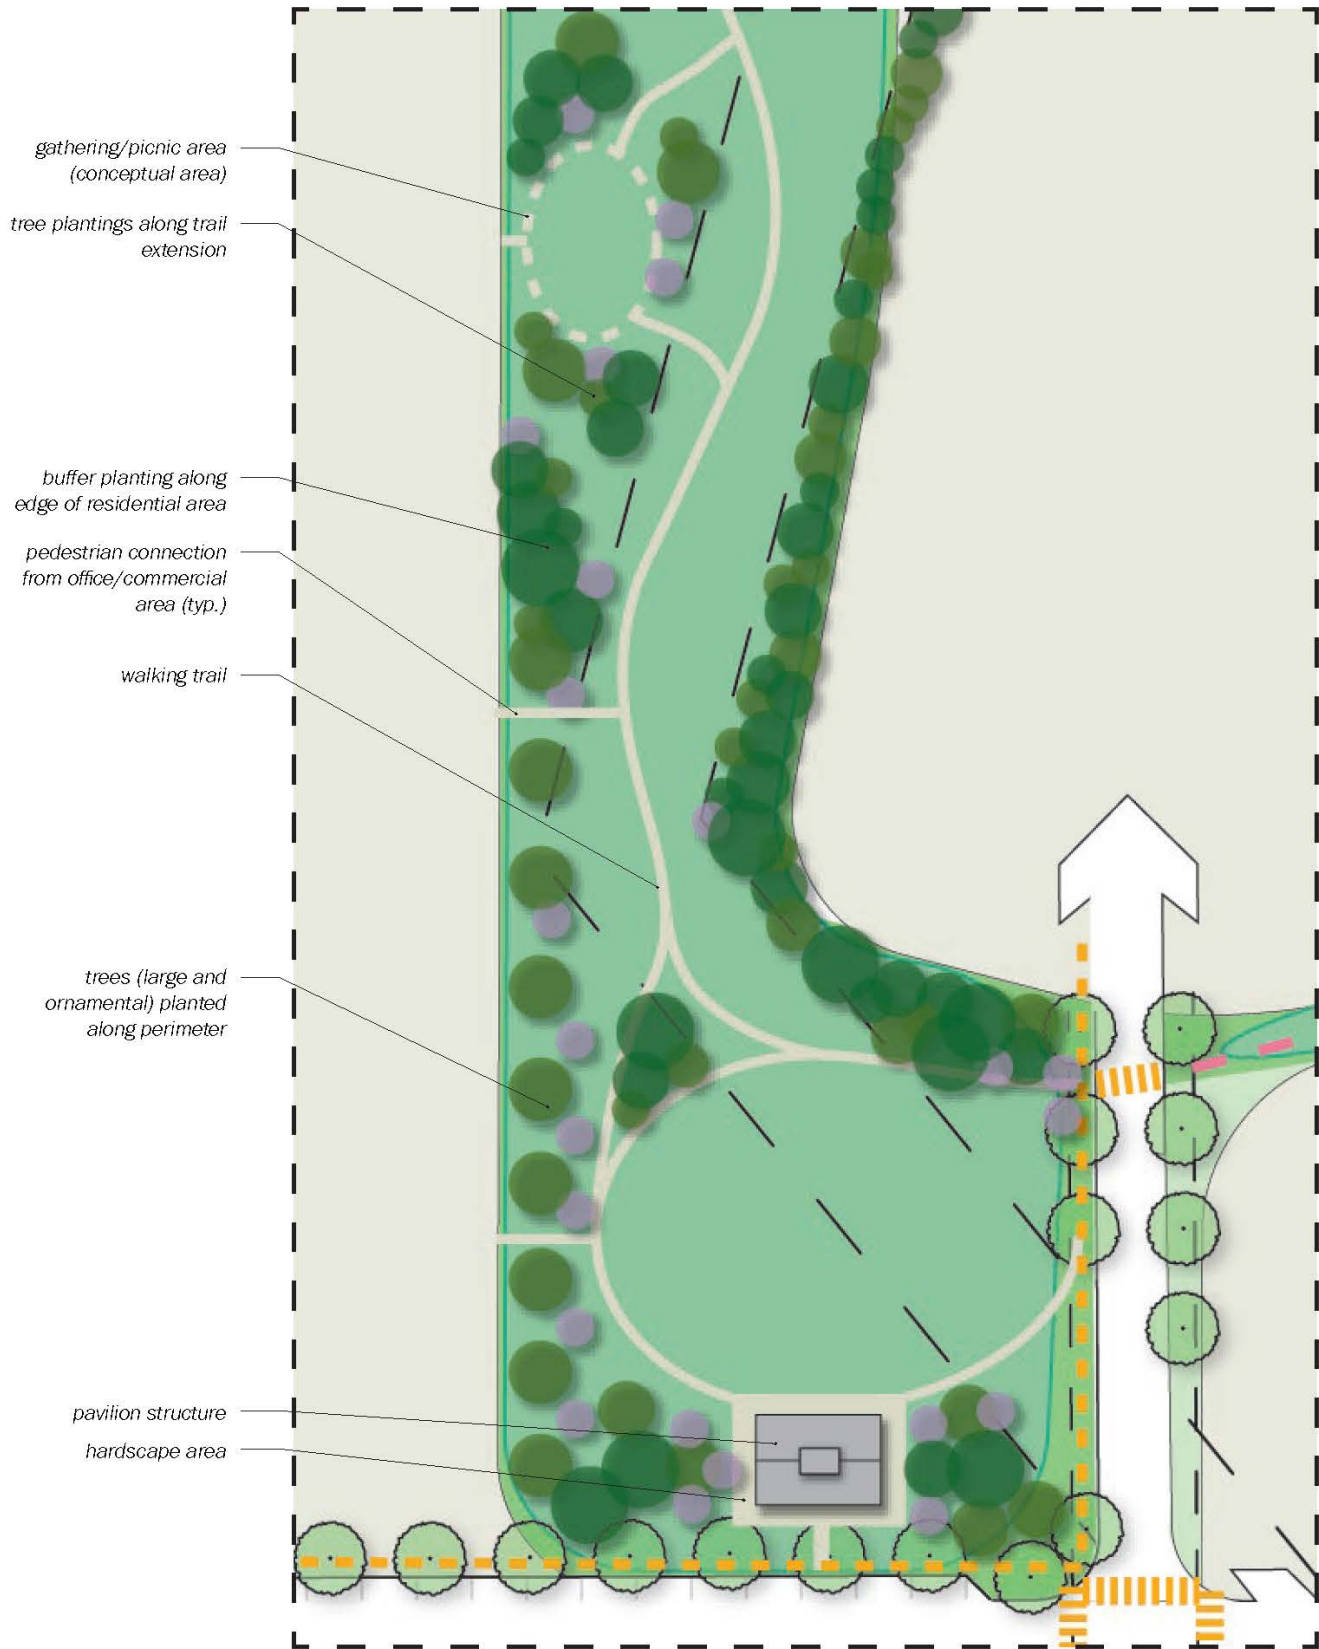 gathering/picnic area
(conceptual area)
tree plantings along trail
extension
buffer planting along
edge of residential area
pedestrian connection
from office/commercial
area (typ.)
walking trail
trees (large and
ornamental) planted
along perimeter
pavilion structure
hardscape area